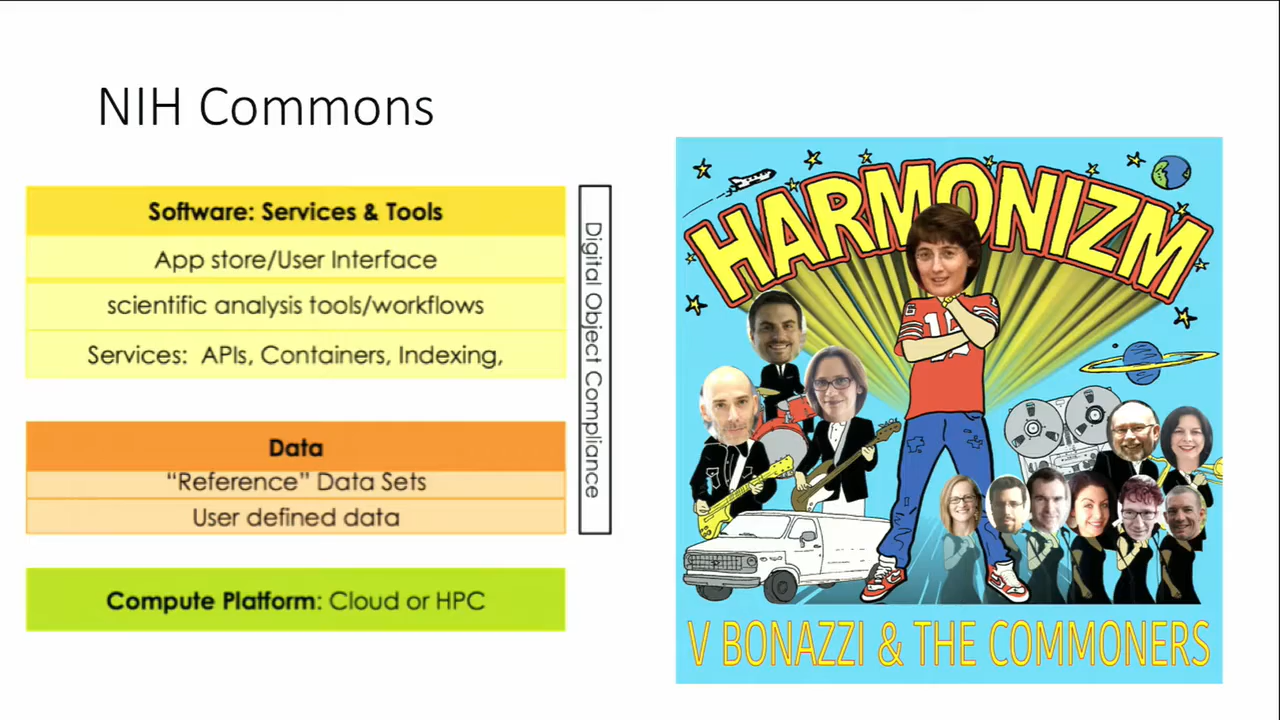 NIH Commons
Software: Services & Tools
App store/User Interface
scientific analysis tools/workflows
Services: APIs, Containers, Indexing,
Data
“Reference” Data Sets
User defined data
Compute Platform: Cloud or HPC
Digital Object Compliance
HARMONIZM
V BONAZZI & THE COMMONERS